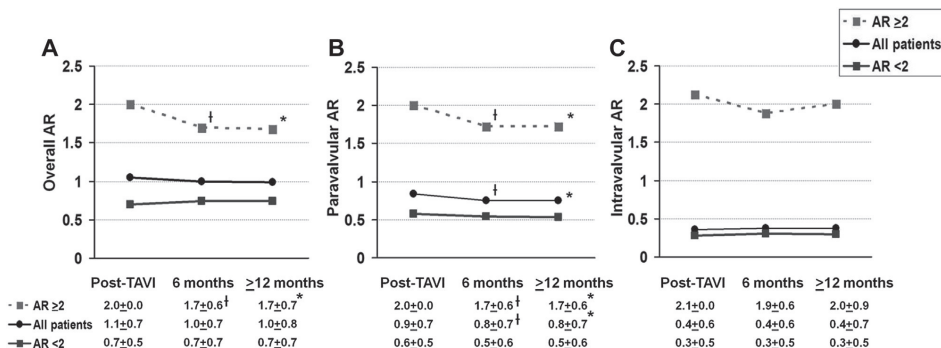 AR ≥2
All patients
AR <2
A
B
C
Overall AR
2.5
2
1.5
1
0.5
0
†
*
Paravalvular AR
2.5
2
1.5
1
0.5
0
†
*
†
*
Intravalvular AR
2.5
2
1.5
1
0.5
0
Post-TAVI 6 months ≥12 months Post-TAVI 6 months ≥12 months Post-TAVI 6 months ≥12 months
AR ≥2 2.0±0.0 1.7±0.6† 1.7±0.7* 2.0±0.0 1.7±0.6† 1.7±0.6* 2.1±0.0 1.9±0.6 2.0±0.9
All patients 1.1±0.7 1.0±0.7 1.0±0.8 0.9±0.7 0.8±0.7† 0.8±0.7* 0.4±0.6 0.4±0.6 0.4±0.7
AR <2 0.7±0.5 0.7±0.7 0.7±0.7 0.6±0.5 0.5±0.6 0.5±0.6 0.3±0.5 0.3±0.5 0.3±0.5